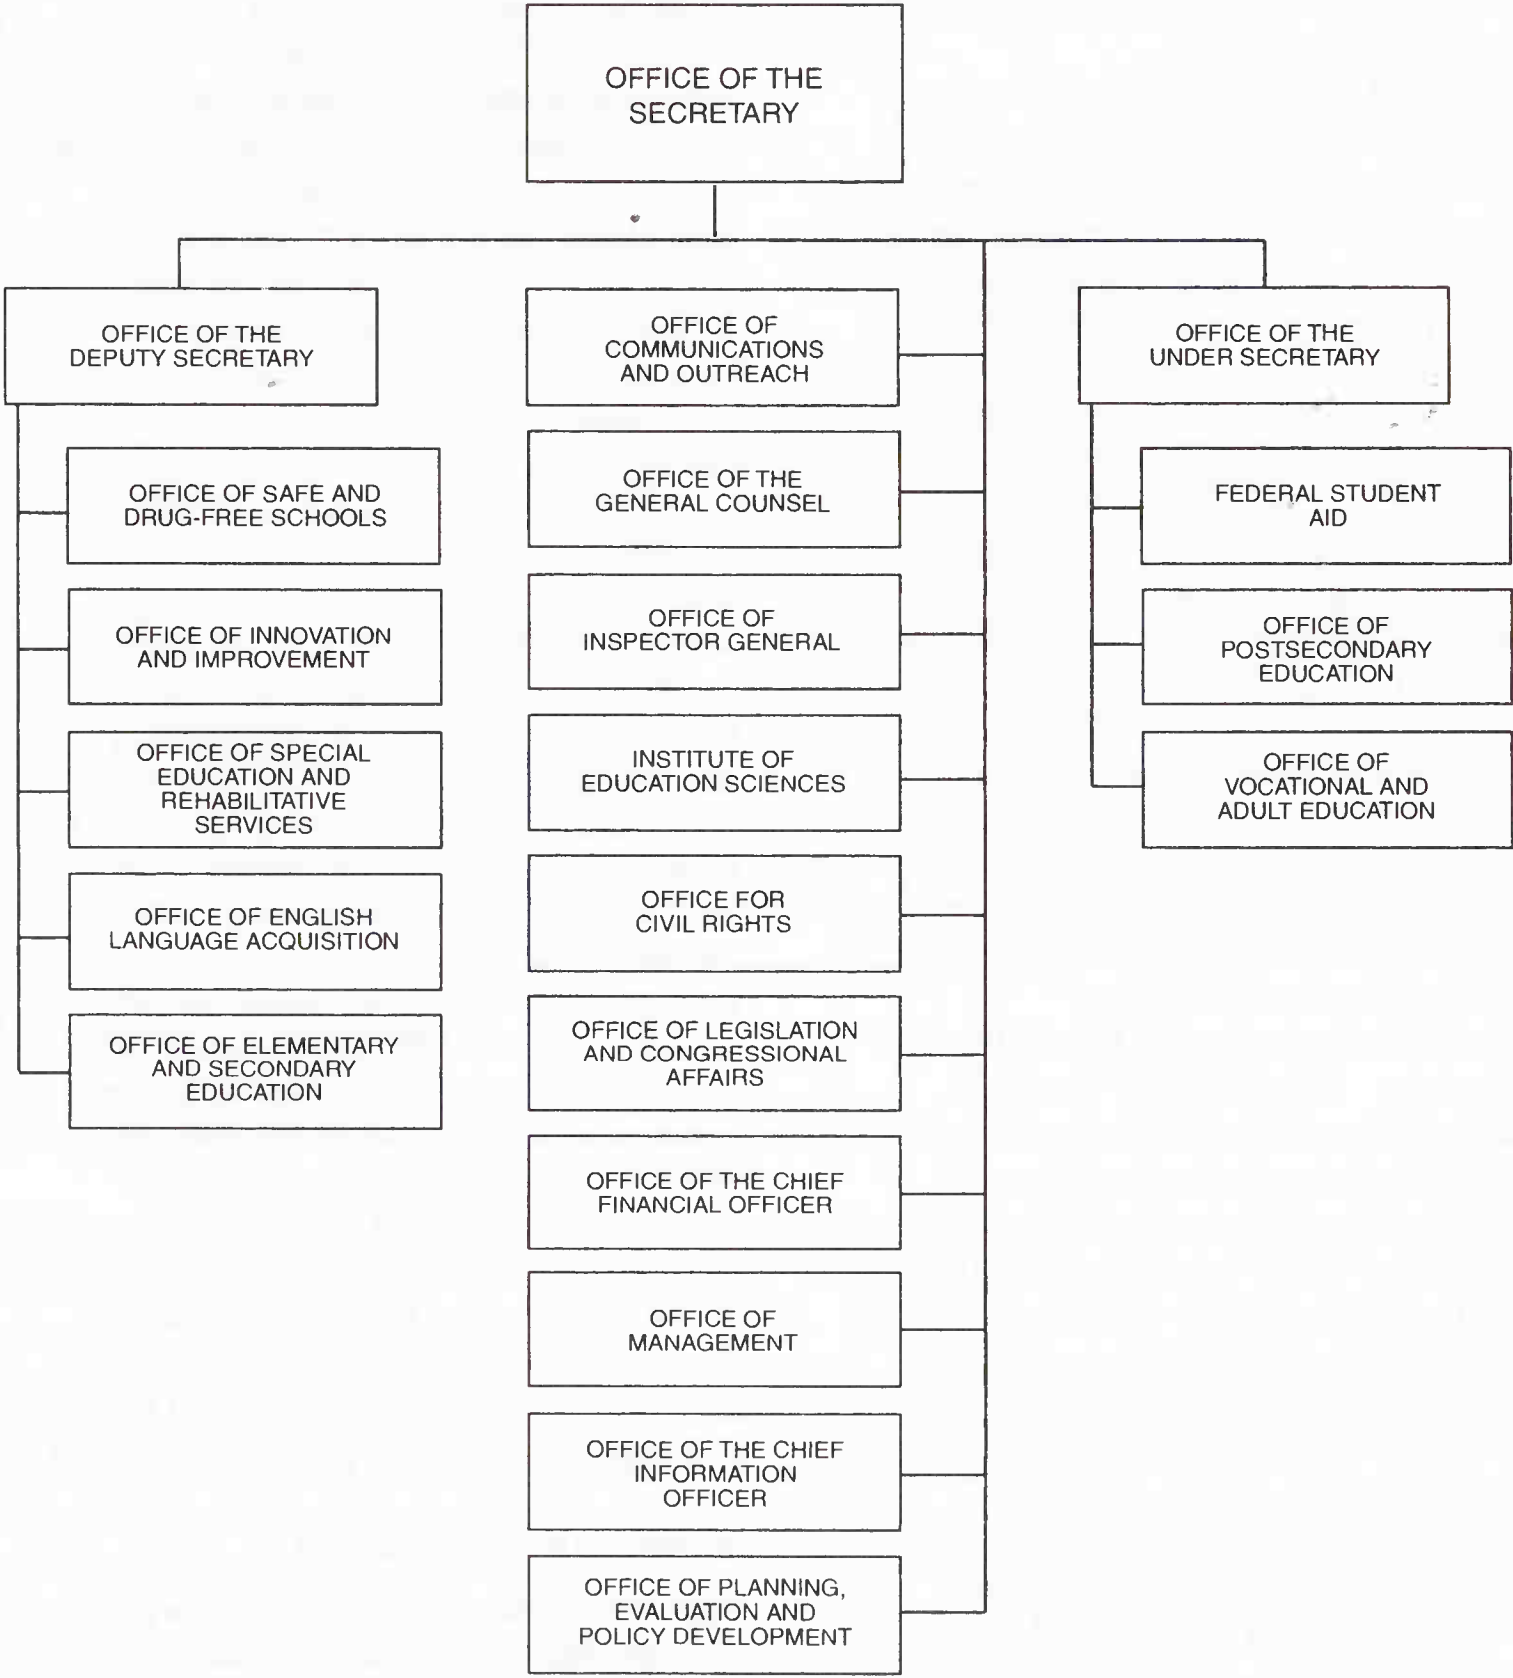 OFFICE OF THE
SECRETARY
OFFICE OF THE
DEPUTY SECRETARY
OFFICE OF SAFE AND
DRUG-FREE SCHOOLS
OFFICE OF INNOVATION
AND IMPROVEMENT
OFFICE OF SPECIAL
EDUCATION AND
REHABILITATIVE
SERVICES
OFFICE OF ENGLISH
LANGUAGE ACQUISITION
OFFICE OF ELEMENTARY
AND SECONDARY
EDUCATION
OFFICE OF
COMMUNICATIONS
AND OUTREACH
OFFICE OF THE
GENERAL COUNSEL
OFFICE OF
INSPECTOR GENERAL
INSTITUTE OF
EDUCATION SCIENCES
OFFICE FOR
CIVIL RIGHTS
OFFICE OF LEGISLATION
AND CONGRESSIONAL
AFFAIRS
OFFICE OF THE CHIEF
FINANCIAL OFFICER
OFFICE OF
MANAGEMENT
OFFICE OF THE CHIEF
INFORMATION
OFFICER
OFFICE OF PLANNING,
EVALUATION AND
POLICY DEVELOPMENT
OFFICE OF THE
UNDER SECRETARY
FEDERAL STUDENT
AID
OFFICE OF
POSTSECONDARY
EDUCATION
OFFICE OF
VOCATIONAL AND
ADULT EDUCATION